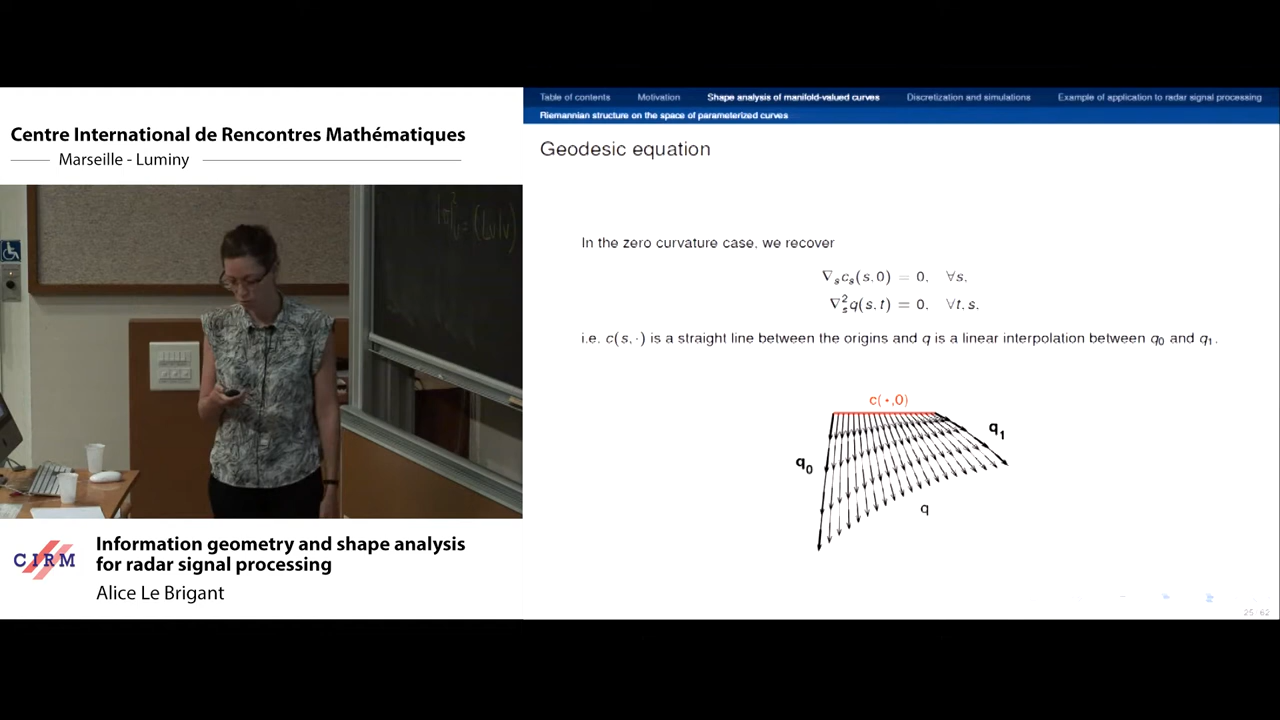 Centre International de Rencontres Mathématiques
Marseille - Luminy
CIRM
Information geometry and shape analysis
for radar signal processing
Alice Le Brigant
Table of contents Motivation Shape analysis of manifold-valued curves Discretization and simulations Example of application to radar signal processing
Riemannian structure on the space of parameterized curves
Geodesic equation
In the zero curvature case, we recover
∇ₛcₛ(s,0) = 0, ∀s,
∇ₛ²q(s,t) = 0, ∀t,s,
i.e. c(s,·) is a straight line between the origins and q is a linear interpolation between q₀ and q₁.
c(·,0)
q₁
q₀
q
25 62